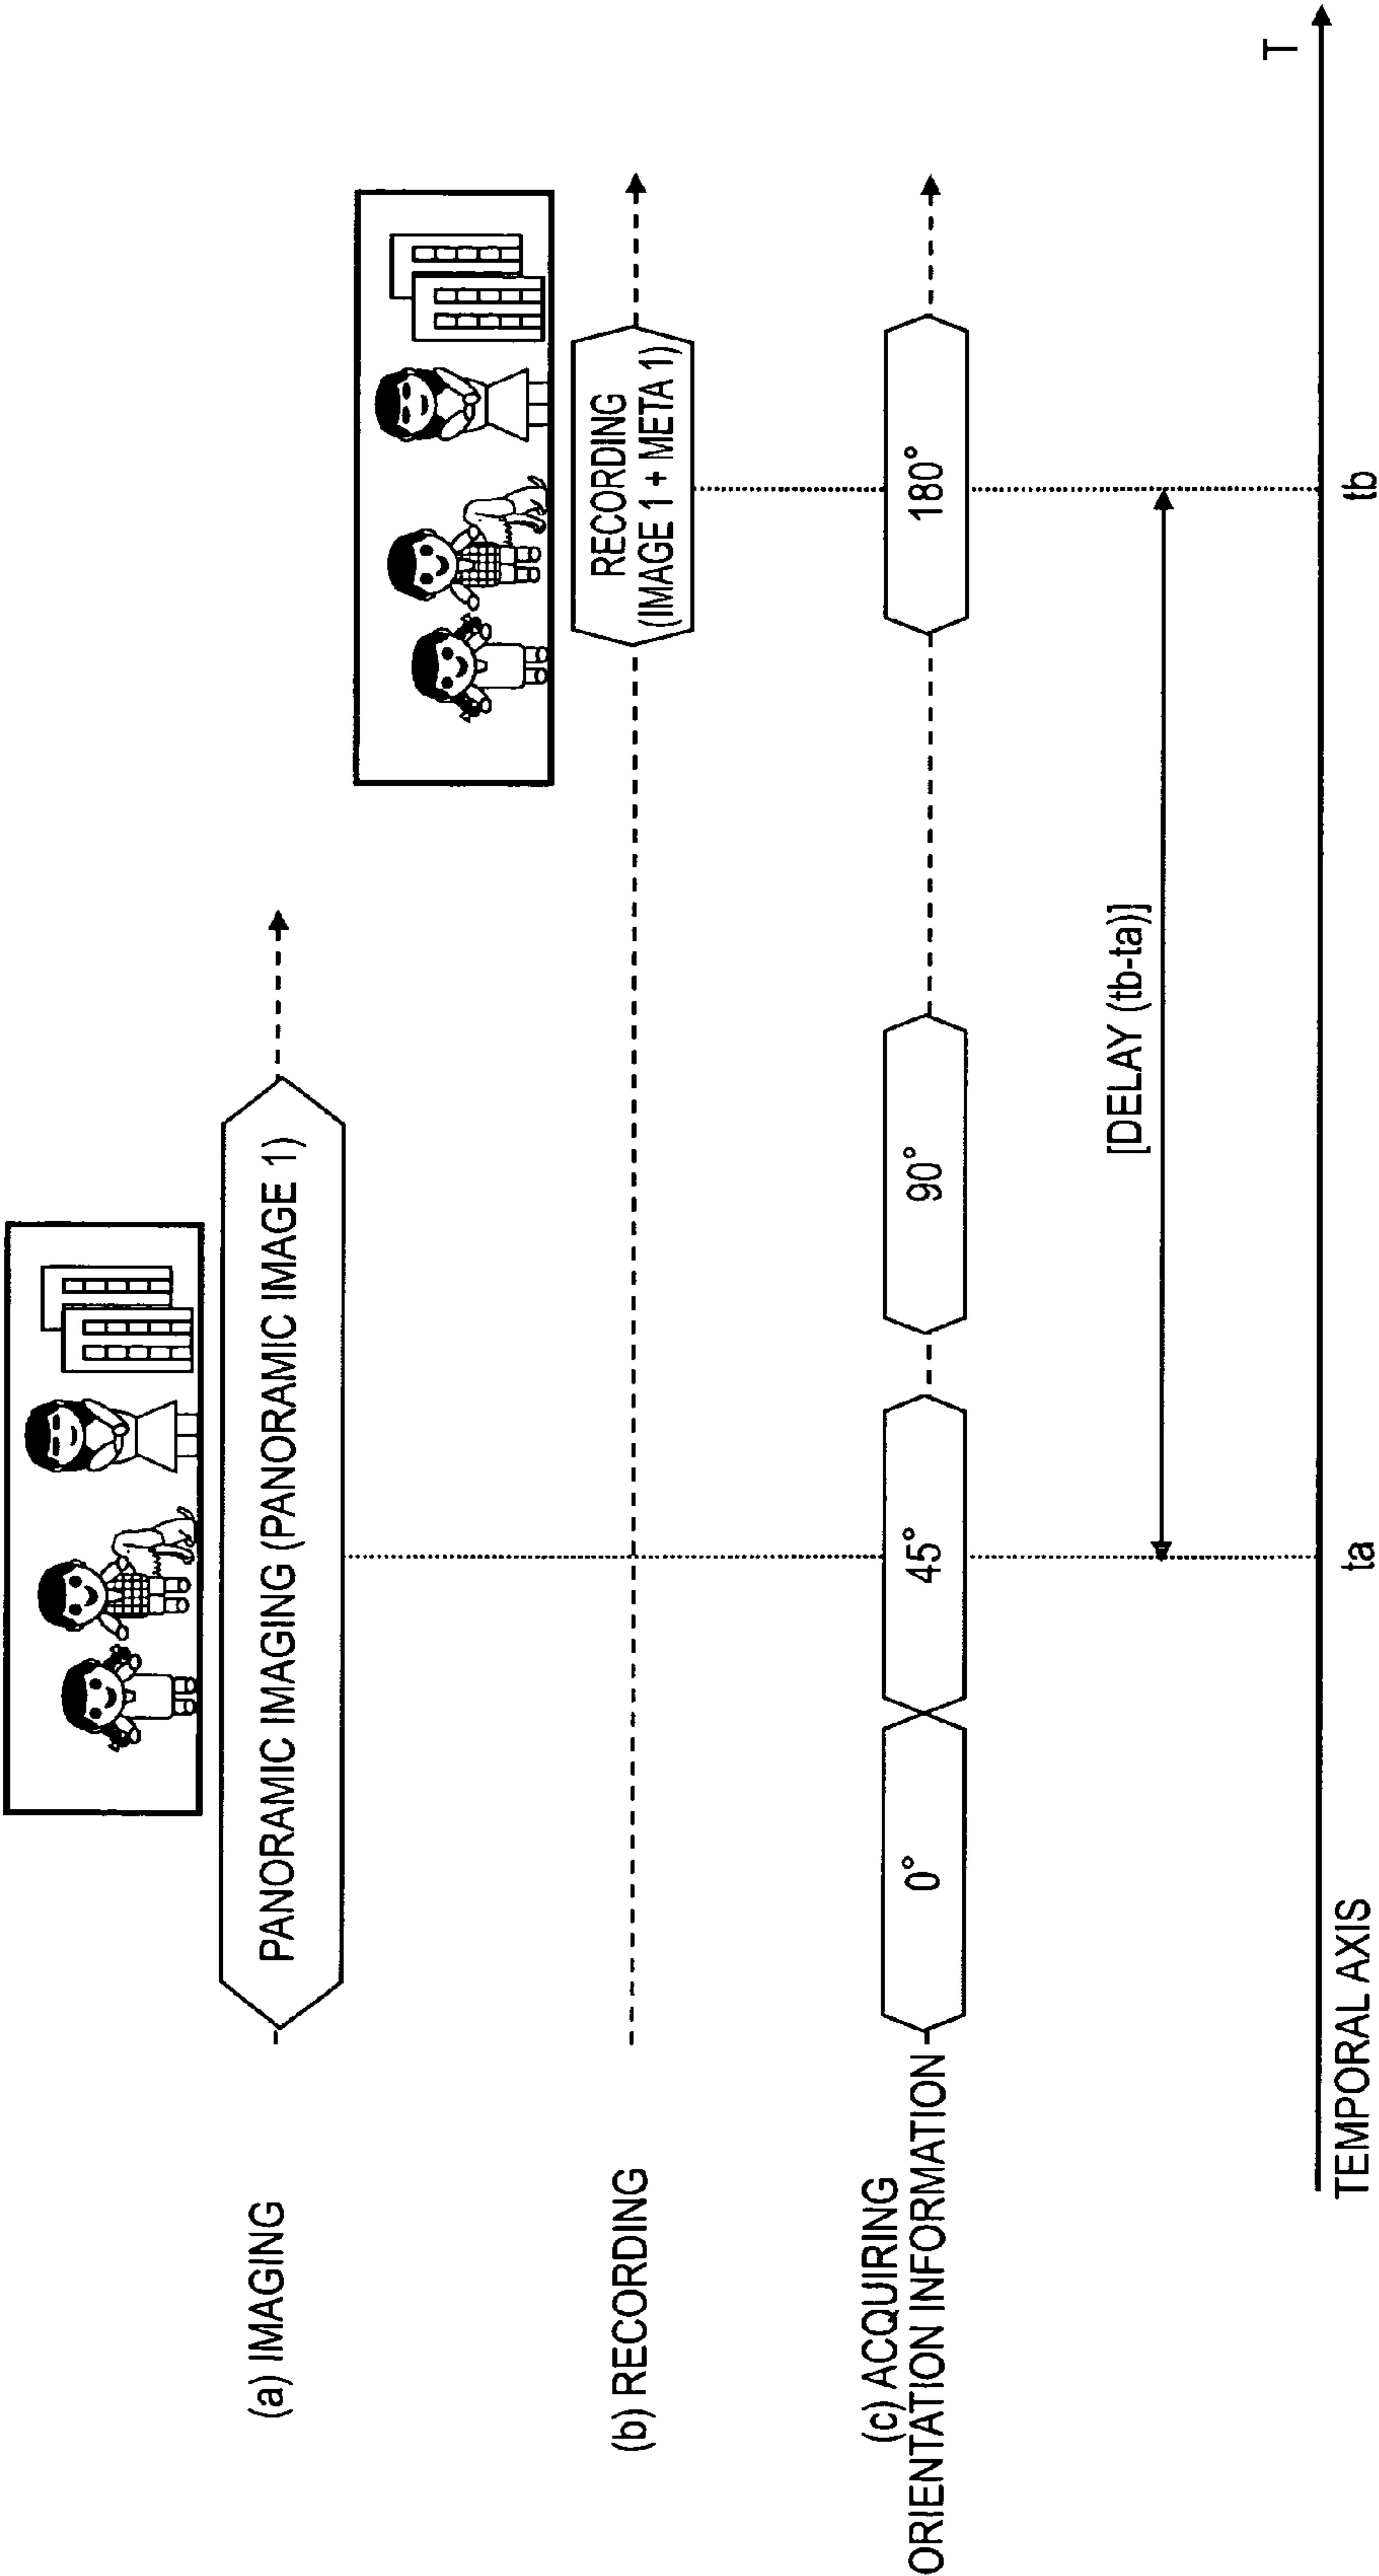 (a) IMAGING
PANORAMIC IMAGING (PANORAMIC IMAGE 1)
(b) RECORDING
RECORDING
(IMAGE 1 + META 1)
(c) ACQUIRING
ORIENTATION INFORMATION
0°
45°
90°
180°
[DELAY (tb-ta)]
T
TEMPORAL AXIS
ta
tb